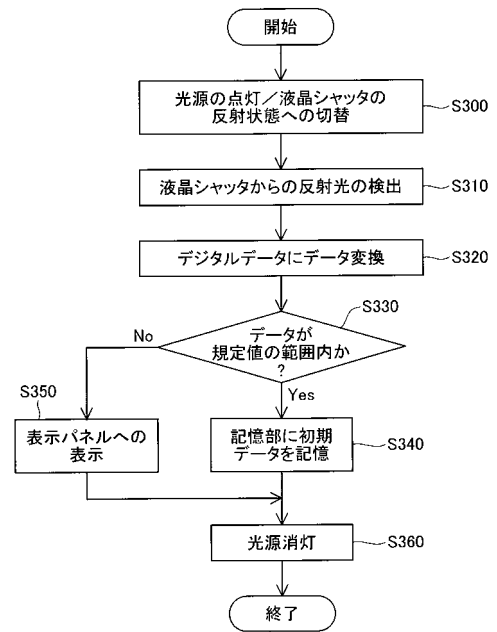 開始
光源の点灯／液晶シャッタの
反射状態への切替
S300
液晶シャッタからの反射光の検出
S310
デジタルデータにデータ変換
S320
S330
データが
規定値の範囲内か
?
No
Yes
S350
表示パネルへの
表示
記憶部に初期
データを記憶
S340
光源消灯
S360
終了